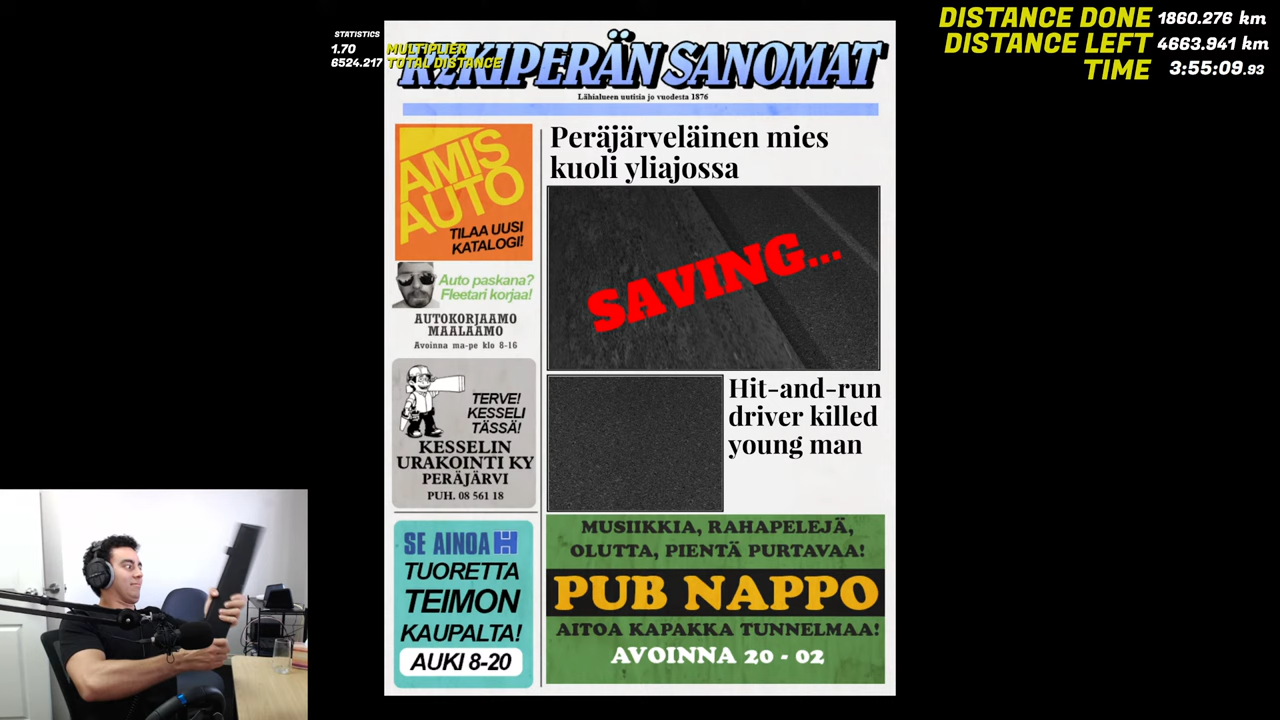 STATISTICS
1.70 MULTIPLIER
6524.217 TOTAL DISTANCE
DISTANCE DONE 1860.276 km
DISTANCE LEFT 4663.941 km
TIME 3:55:09.93
KIPERÄN SANOMAT
Lähialueen uutisia jo vuodesta 1876
AMIS
AUTO
TILAA UUSI
KATALOGI!
Auto paskana?
Fleetari korjaa!
AUTOKORJAAMO
MAALAAMO
Avoinna ma-pe klo 8-16
TERVE!
KESSELI
TÄSSÄ!
KESSELIN
URAKOINTI KY
PERÄJÄRVI
PUH. 08 561 18
SE AINOA
TUORETTA
TEIMON
KAUPALTA!
AUKI 8-20
Peräjärveläinen mies
kuoli yliajossa
SAVING...
Hit-and-run
driver killed
young man
MUSIIKKIA, RAHAPELEJÄ,
OLUTTA, PIENTÄ PURTAVAA!
PUB NAPPO
AITOA KAPAKKA TUNNELMAA!
AVOINNA 20 - 02